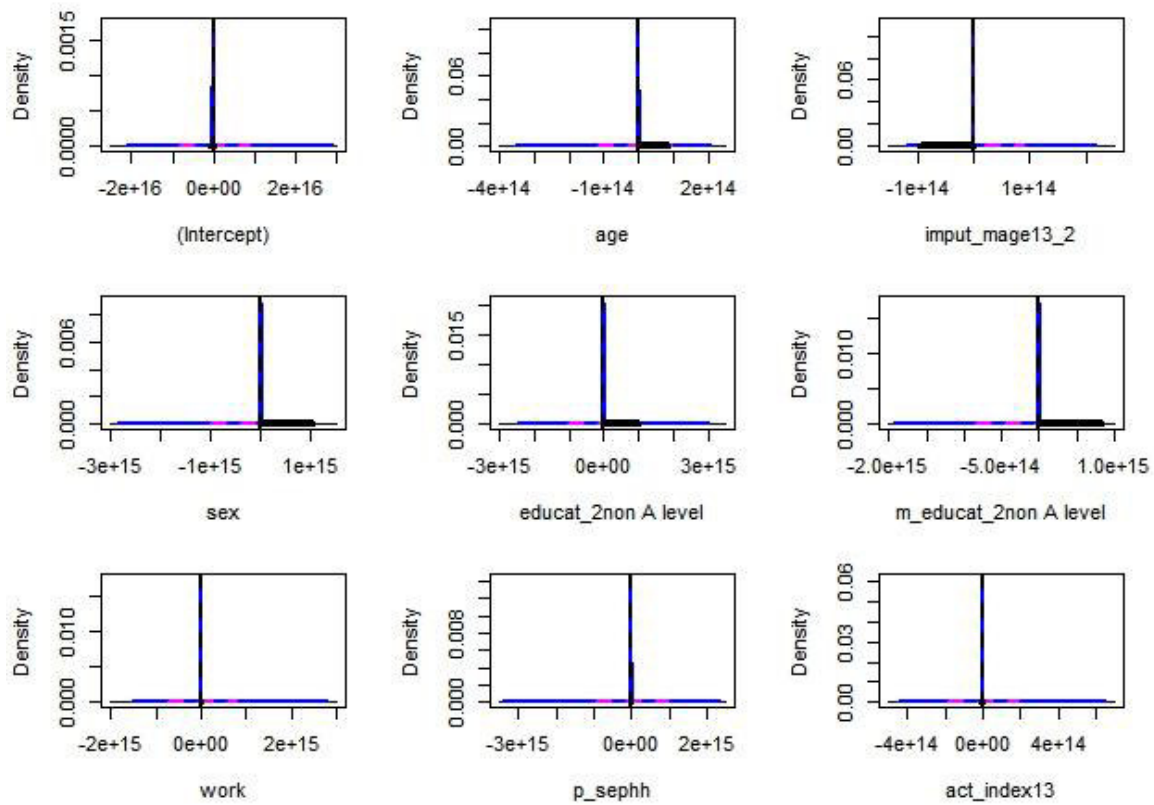 Density
0.0000 0.0015
-2e+16 0e+00 2e+16
(Intercept)
Density
0.00 0.06
-4e+14 -1e+14 2e+14
age
Density
0.00 0.06
-1e+14 1e+14
imput_mage13_2
Density
0.000 0.006
-3e+15 -1e+15 1e+15
sex
Density
0.000 0.015
-3e+15 0e+00 3e+15
educat_2non A level
Density
0.000 0.010
-2.0e+15 -5.0e+14 1.0e+15
m_educat_2non A level
Density
0.000 0.010
-2e+15 0e+00 2e+15
work
Density
0.000 0.008
-3e+15 0e+00 2e+15
p_sephh
Density
0.00 0.03 0.06
-4e+14 0e+00 4e+14
act_index13